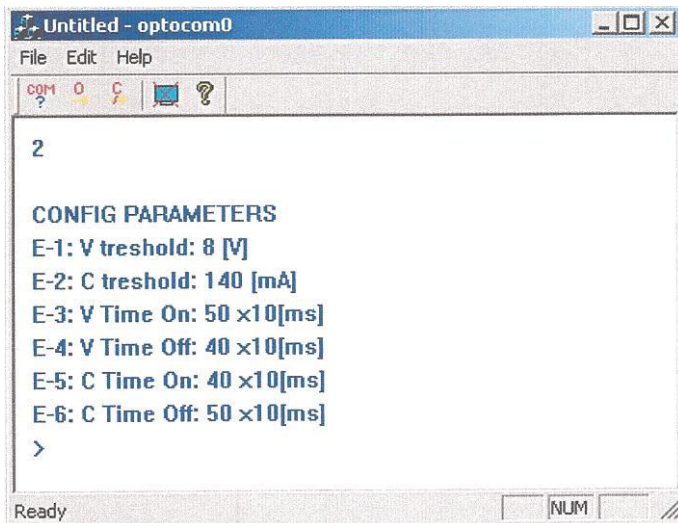 Untitled - optocom0
File Edit Help
COM ? O C ?
2
CONFIG PARAMETERS
E-1: V treshold: 8 [V]
E-2: C treshold: 140 [mA]
E-3: V Time On: 50 x10[ms]
E-4: V Time Off: 40 x10[ms]
E-5: C Time On: 40 x10[ms]
E-6: C Time Off: 50 x10[ms]
>
Ready NUM